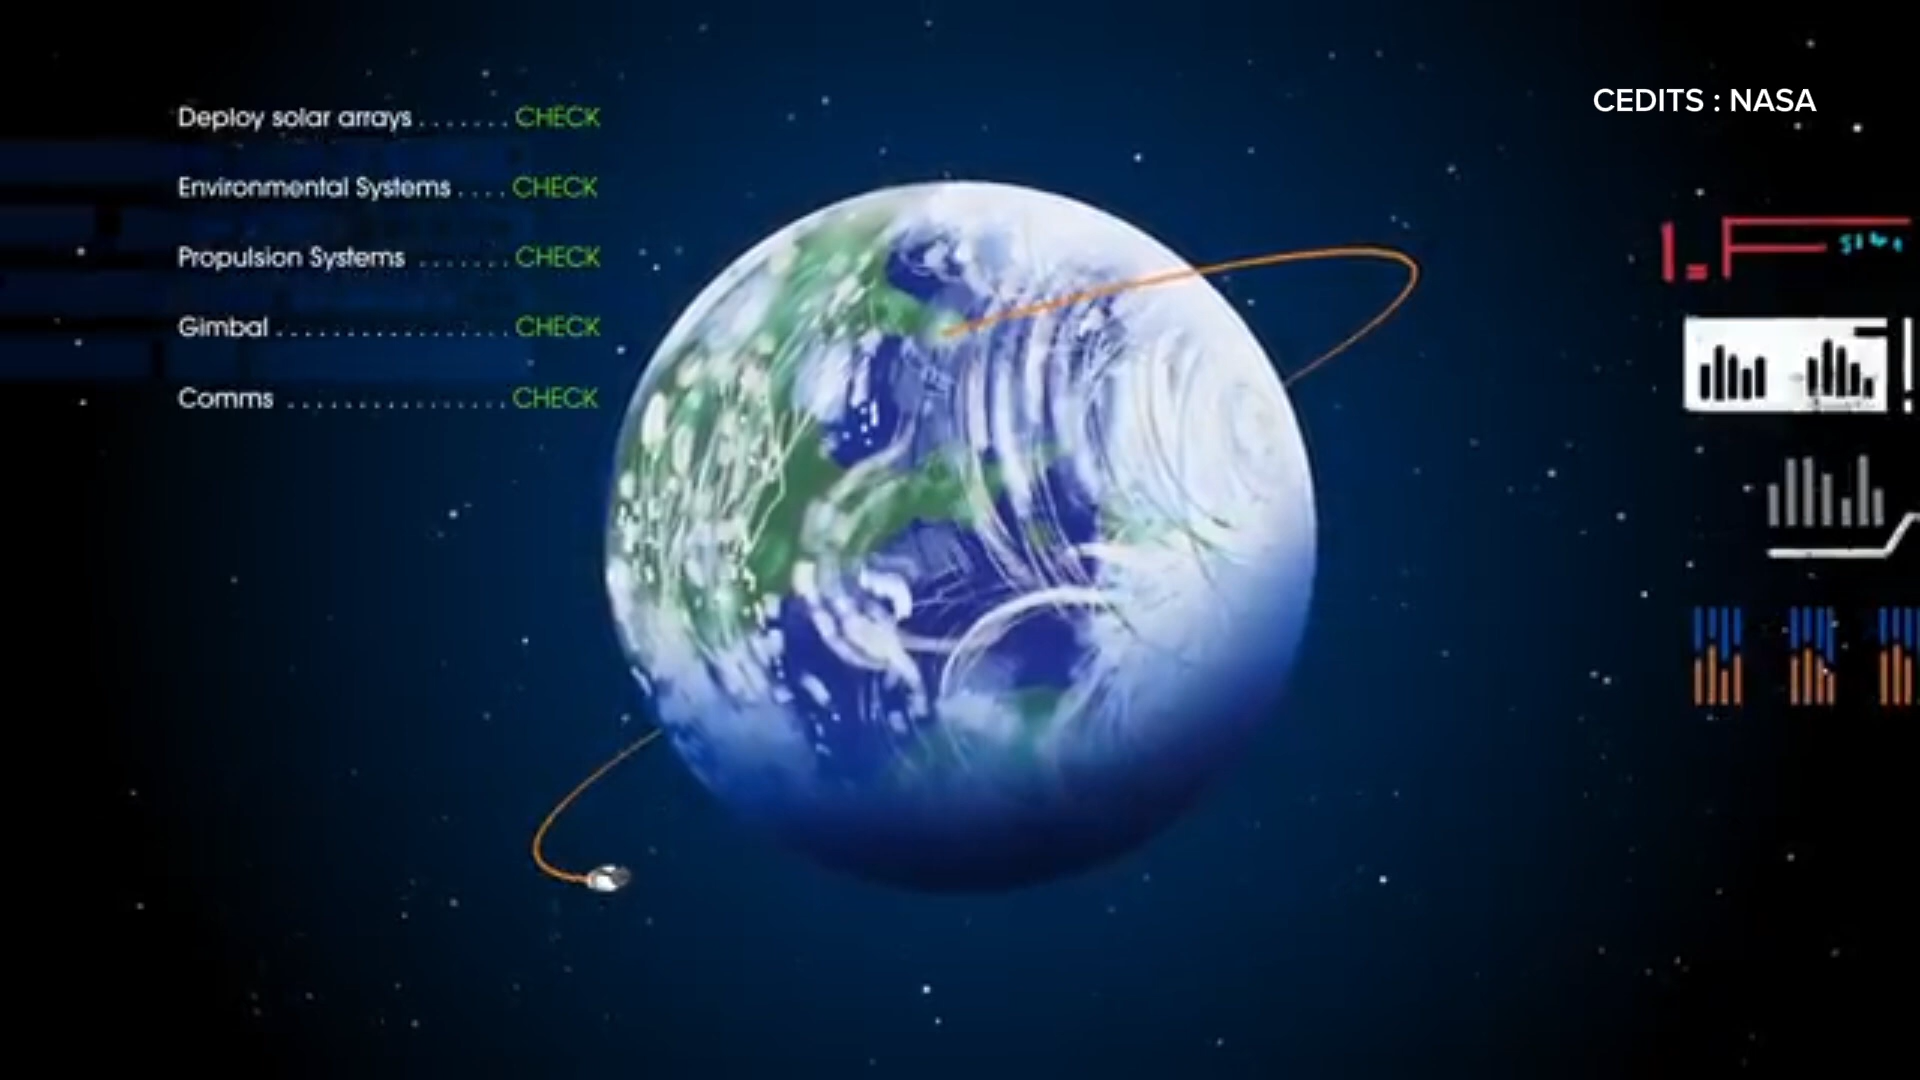 Deploy solar arrays ....... CHECK
CEDITS : NASA
Environmental Systems .... CHECK
Propulsion Systems ....... CHECK
Gimbal ................. CHECK
Comms ................ CHECK